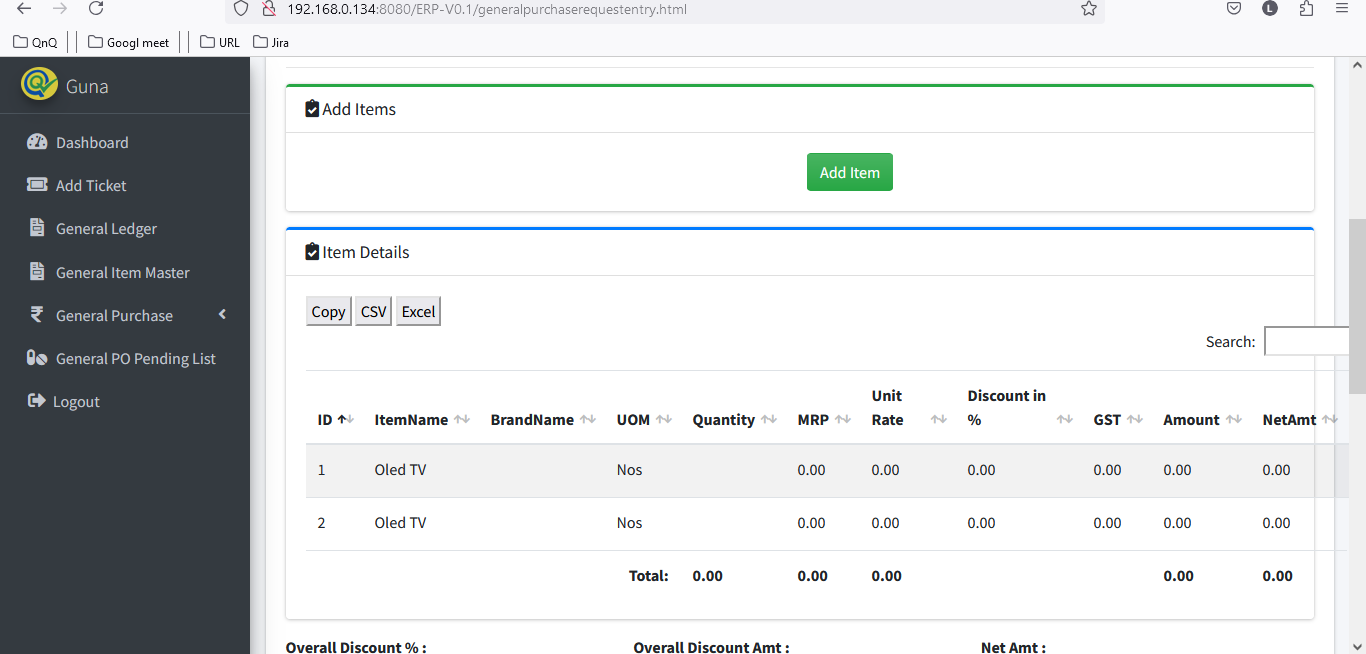 192.168.0.134:8080/ERP-V0.1/generalpurchaserequestentry.html
L
QnQ Googl meet URL Jira
Guna
Dashboard
Add Ticket
General Ledger
General Item Master
General Purchase
General PO Pending List
Logout
Add Items
Add Item
Item Details
Copy CSV Excel
Search:
ID ItemName BrandName UOM Quantity MRP Unit Rate Discount in % GST Amount NetAmt
1 Oled TV Nos 0.00 0.00 0.00 0.00 0.00 0.00
2 Oled TV Nos 0.00 0.00 0.00 0.00 0.00 0.00
Total: 0.00 0.00 0.00 0.00 0.00
Overall Discount % : Overall Discount Amt : Net Amt :